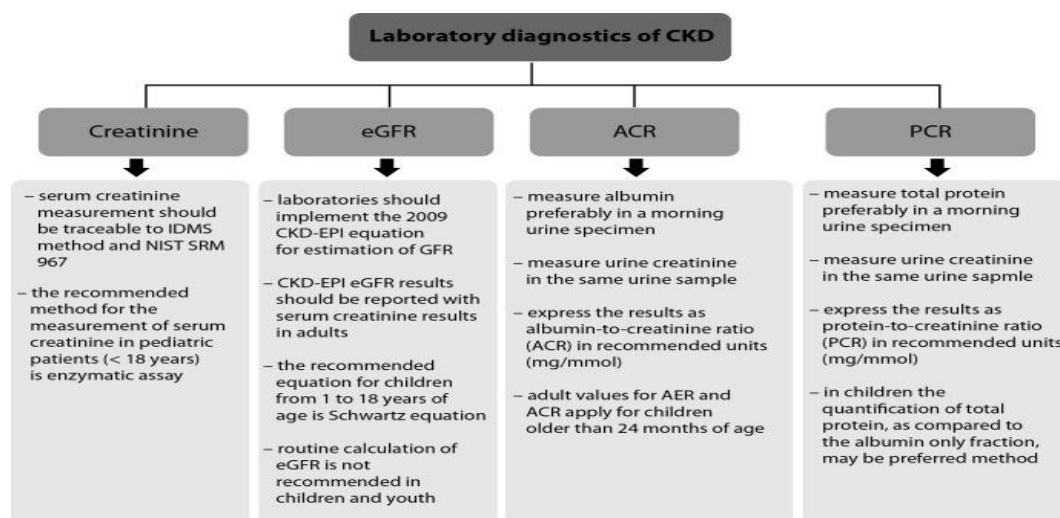 Laboratory diagnostics of CKD
Creatinine
– serum creatinine
measurement should
be traceable to IDMS
method and NIST SRM
967
– the recommended
method for the
measurement of serum
creatinine in pediatric
patients (< 18 years)
is enzymatic assay
eGFR
– laboratories should
implement the 2009
CKD-EPI equation
for estimation of GFR
– CKD-EPI eGFR results
should be reported with
serum creatinine results
in adults
– the recommended
equation for children
from 1 to 18 years of
age is Schwartz equation
– routine calculation of
eGFR is not
recommended in
children and youth
ACR
– measure albumin
preferably in a morning
urine specimen
– measure urine creatinine
in the same urine sample
– express the results as
albumin-to-creatinine ratio
(ACR) in recommended units
(mg/mmol)
– adult values for AER and
ACR apply for children
older than 24 months of age
PCR
– measure total protein
preferably in a morning
urine specimen
– measure urine creatinine
in the same urine sapmle
– express the results as
protein-to-creatinine ratio
(PCR) in recommended units
(mg/mmol)
– in children the
quantification of total
protein, as compared to
the albumin only fraction,
may be preferred method